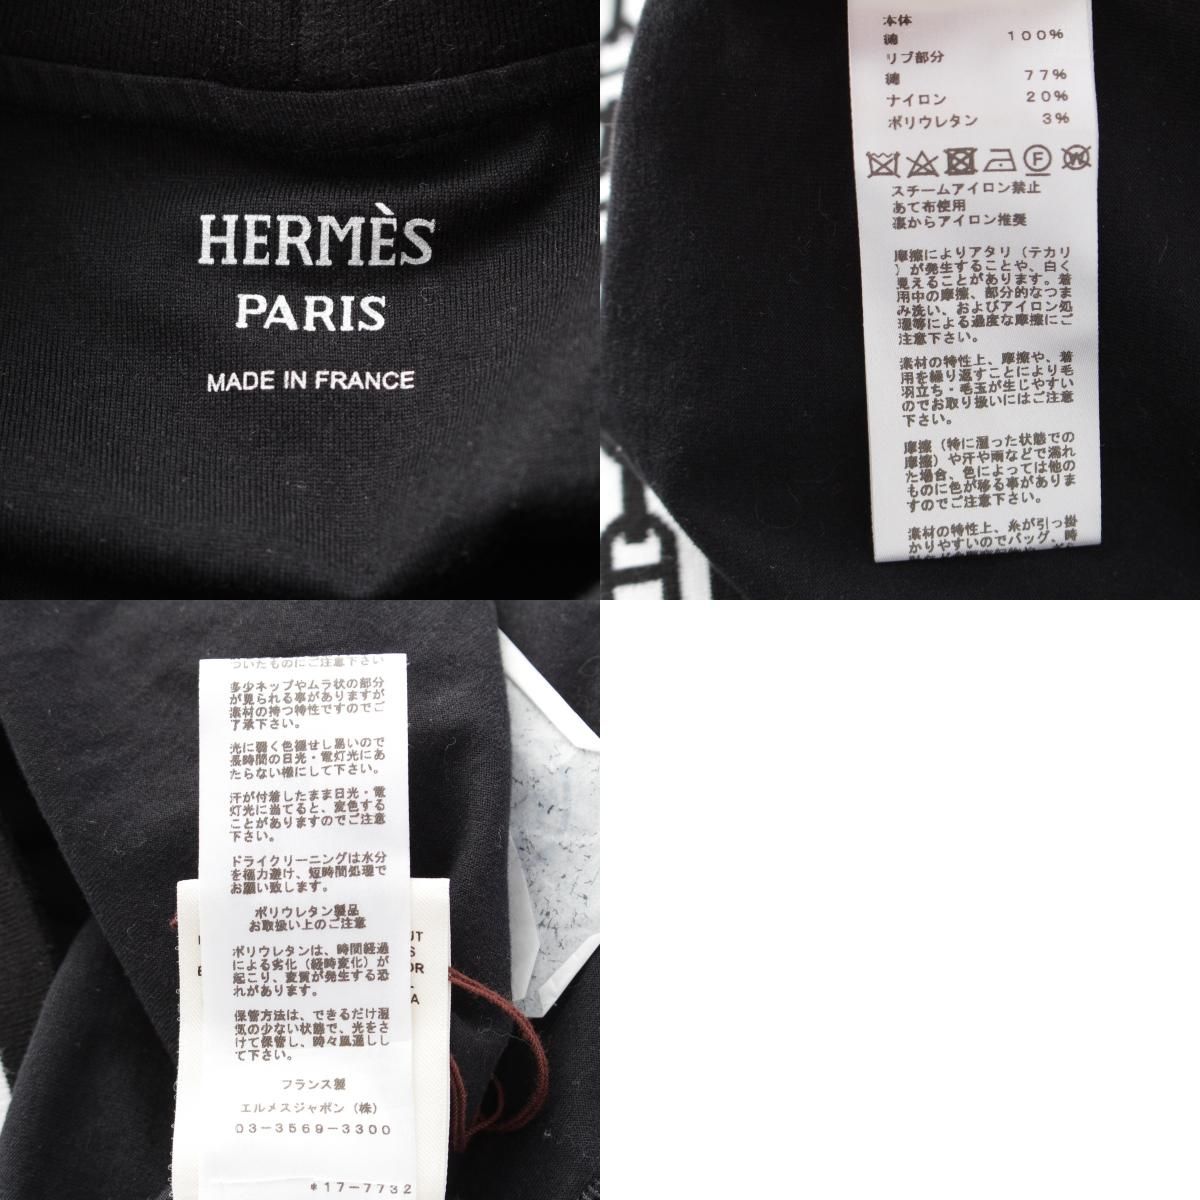 HERMÈS
PARIS
MADE IN FRANCE
本体
綿 100%
リブ部分
綿 77%
ナイロン 20%
ポリウレタン 3%
F
W
スチームアイロン禁止
あて布使用
裏からアイロン推奨
摩擦によりアタリ（テカリ
）が発生することや、白く
見えることがあります。着
用中の摩擦、部分的なつま
み洗い、およびアイロン処
理等による過度な摩擦にご
注意下さい。
素材の特性上、摩擦や、着
用を繰り返すことにより毛
羽立ち・毛玉が生じやすい
のでお取り扱いにはご注意
下さい。
摩擦（特に湿った状態での
摩擦）や汗や雨などで濡れ
た場合、色によっては他の
ものに色が移る事がありま
すのでご注意下さい。
素材の特性上、糸が引っ掛
かりやすいのでバッグ、時
ついたものにご注意下さい
多少ネップやムラ状の部分
が見られる事がありますが
素材の持つ特性ですのでご
了承下さい。
光に弱く色褪せし易いので
長時間の日光・電灯光にあ
たらない様にして下さい。
汗が付着したまま日光・電
灯光に当てると、変色する
ことがありますのでご注意
下さい。
ドライクリーニングは水分
を極力避け、短時間処理で
お願い致します。
ポリウレタン製品
お取扱い上のご注意
ポリウレタンは、時間経過
による劣化（経時変化）が
起こり、変質が発生する恐
れがあります。
保管方法は、できるだけ湿
気の少ない状態で、光をさ
けて保管し、時々風通しし
て下さい。
フランス製
エルメスジャポン（株）
03-3569-3300
*17-7732